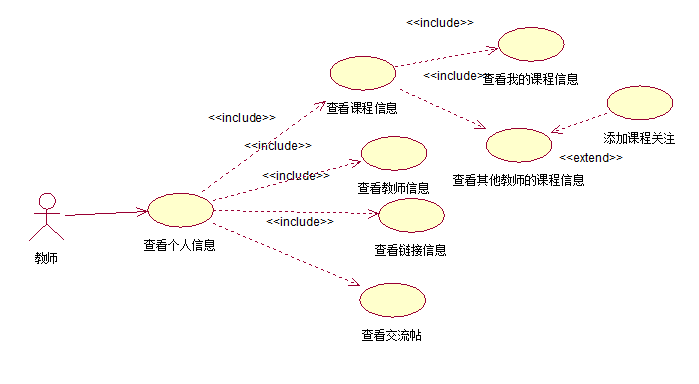 <<include>>
查看我的课程信息
<<include>>
查看课程信息
添加课程关注
<<include>>
<<include>>
查看其他教师的课程信息
<<extend>>
查看教师信息
<<include>>
<<include>>
查看链接信息
教师
查看个人信息
查看交流帖